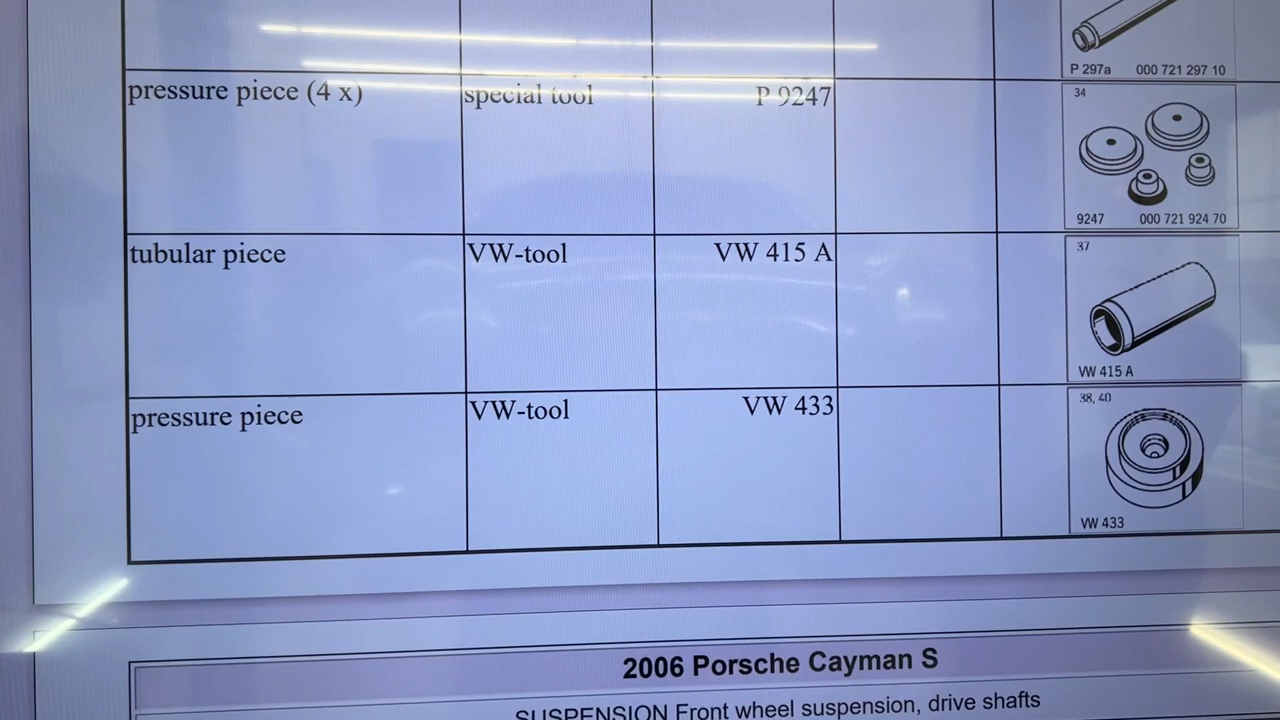 P 297a 000 721 297 10
pressure piece (4 x) special tool P 9247
34
9247 000 721 924 70
tubular piece VW-tool VW 415 A
37
VW 415 A
pressure piece VW-tool VW 433
38, 40
VW 433
2006 Porsche Cayman S
SUSPENSION Front wheel suspension, drive shafts